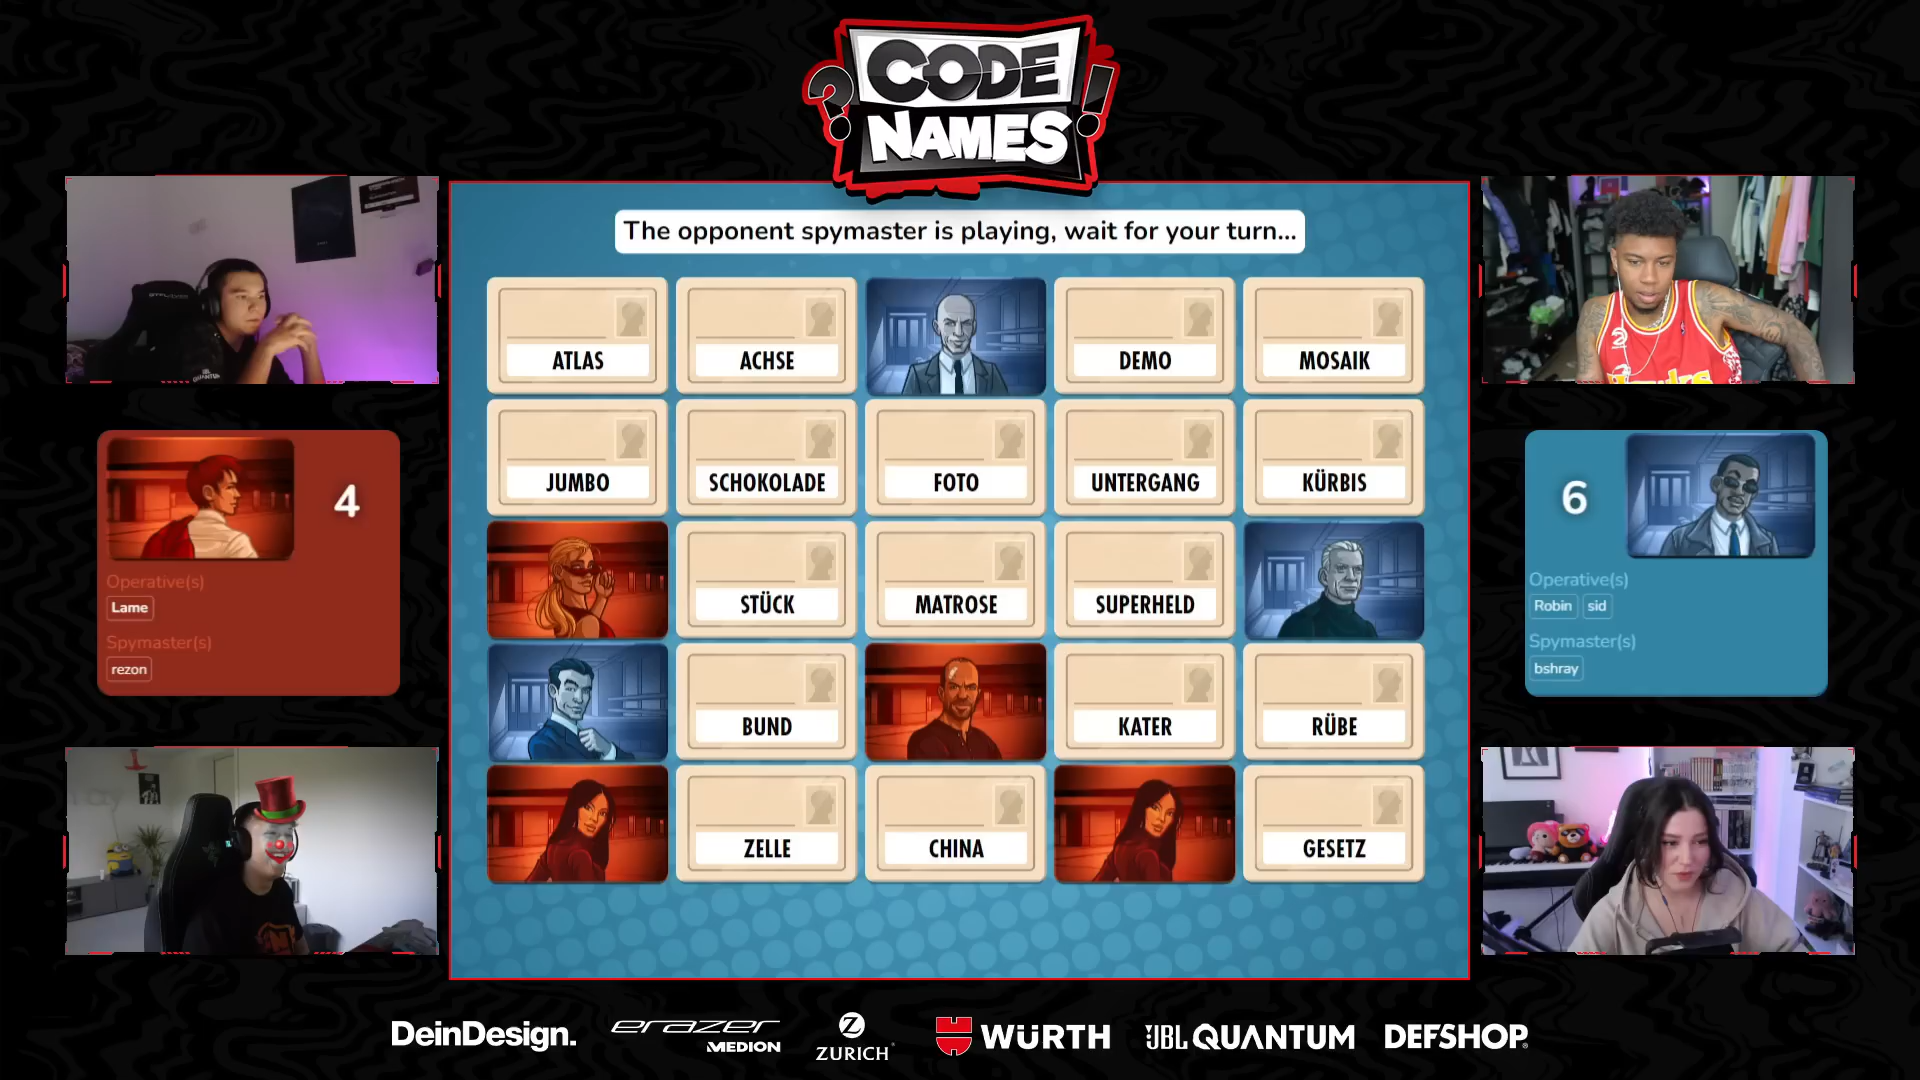 CODE
NAMES
The opponent spymaster is playing, wait for your turn...
ATLAS
ACHSE
DEMO
MOSAIK
JUMBO
SCHOKOLADE
FOTO
UNTERGANG
KÜRBIS
STÜCK
MATROSE
SUPERHELD
BUND
KATER
RÜBE
ZELLE
CHINA
GESETZ
4
Operative(s)
Lame
Spymaster(s)
rezon
6
Operative(s)
Robin sid
Spymaster(s)
bshray
DeinDesign.
erazer
MEDION
Z
ZURICH
WÜRTH
JBL QUANTUM
DEFSHOP